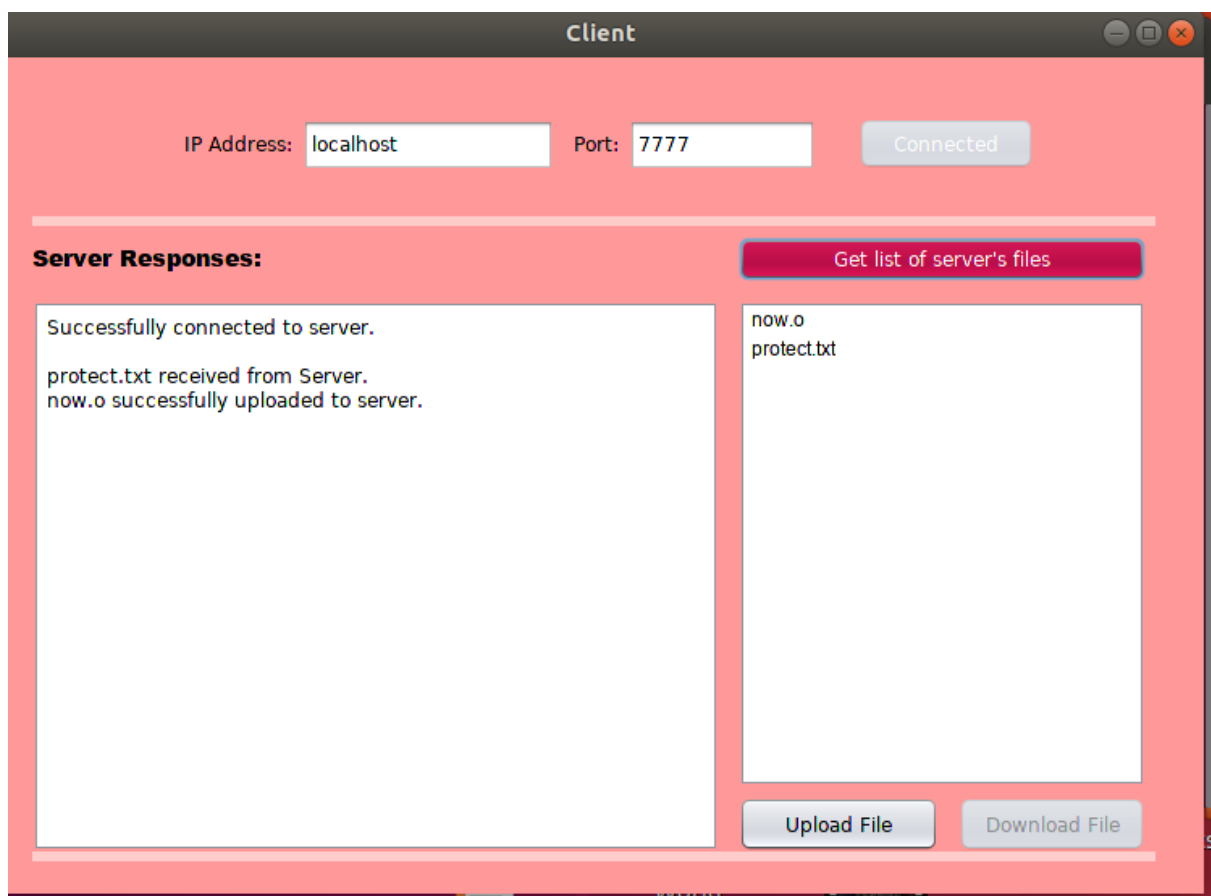 Client
IP Address: localhost Port: 7777 Connected
Server Responses:
Get list of server's files
Successfully connected to server.
protect.txt received from Server.
now.o successfully uploaded to server.
now.o
protect.txt
Upload File Download File